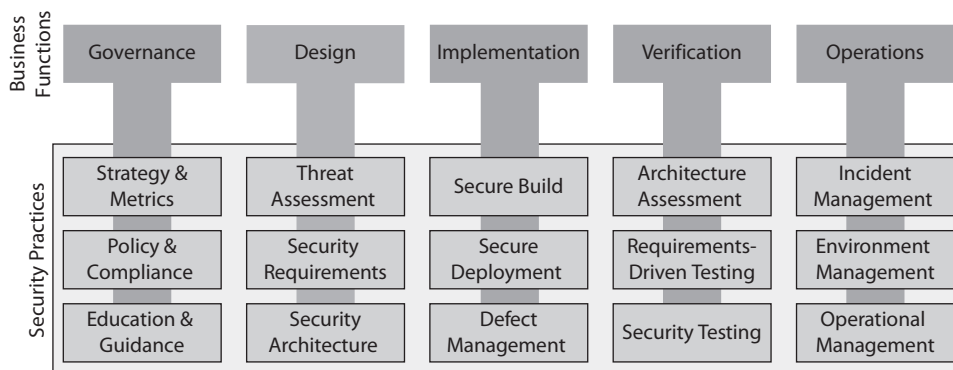 Business
Functions
Governance
Design
Implementation
Verification
Operations
Security Practices
Strategy &
Metrics
Threat
Assessment
Secure Build
Architecture
Assessment
Incident
Management
Policy &
Compliance
Security
Requirements
Secure
Deployment
Requirements-
Driven Testing
Environment
Management
Education &
Guidance
Security
Architecture
Defect
Management
Security Testing
Operational
Management